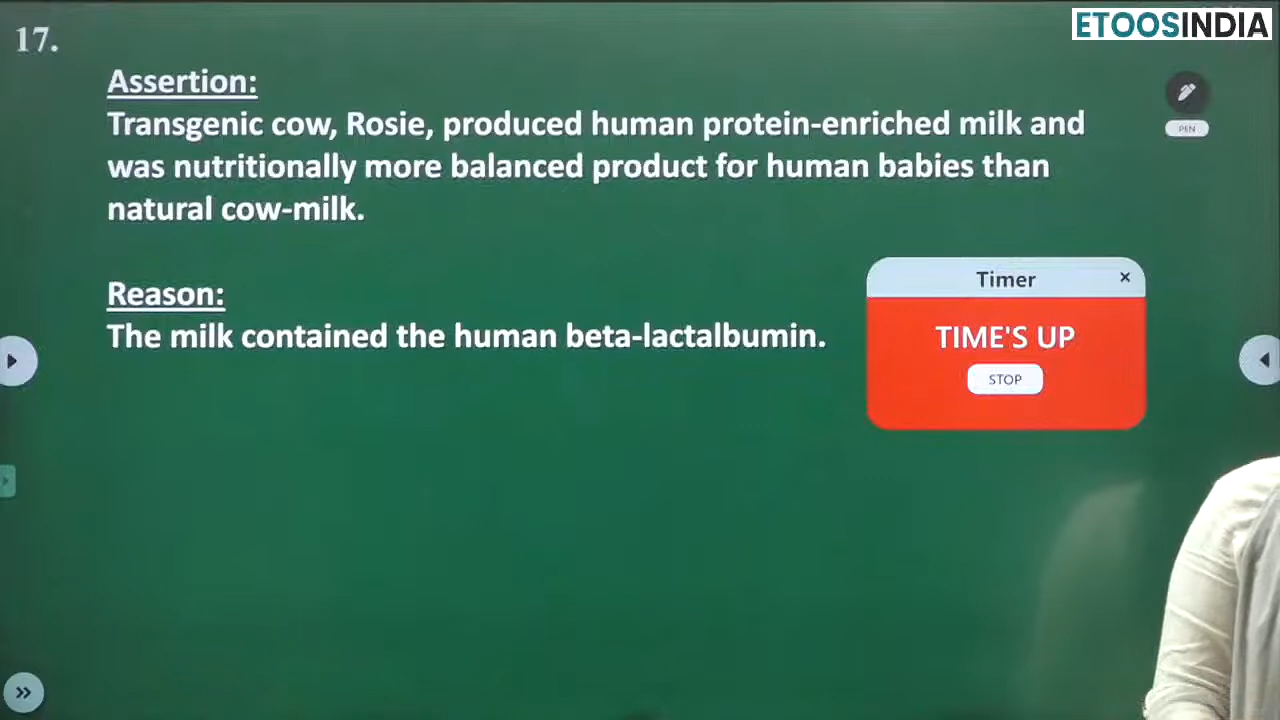 ETOOSINDIA
17.
Assertion:
Transgenic cow, Rosie, produced human protein-enriched milk and
was nutritionally more balanced product for human babies than
natural cow-milk.
PEN
Reason:
The milk contained the human beta-lactalbumin.
Timer
×
TIME'S UP
STOP